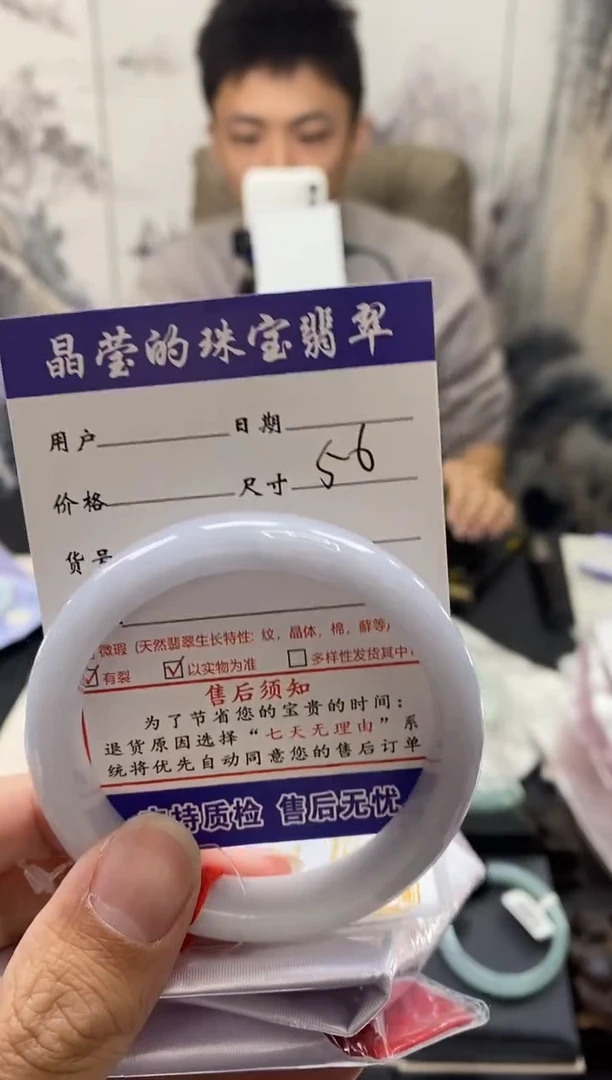 晶莹的珠宝翡翠
用户 日期
价格 尺寸 56
货号
微瑕（天然翡翠生长特性：纹，晶体，棉，藓等）
☑有裂 ☑以实物为准 ☐多样性发货其中
售后须知
为了节省您的宝贵的时间：
退货原因选择“七天无理由”系
统将优先自动同意您的售后订单
支持质检 售后无忧